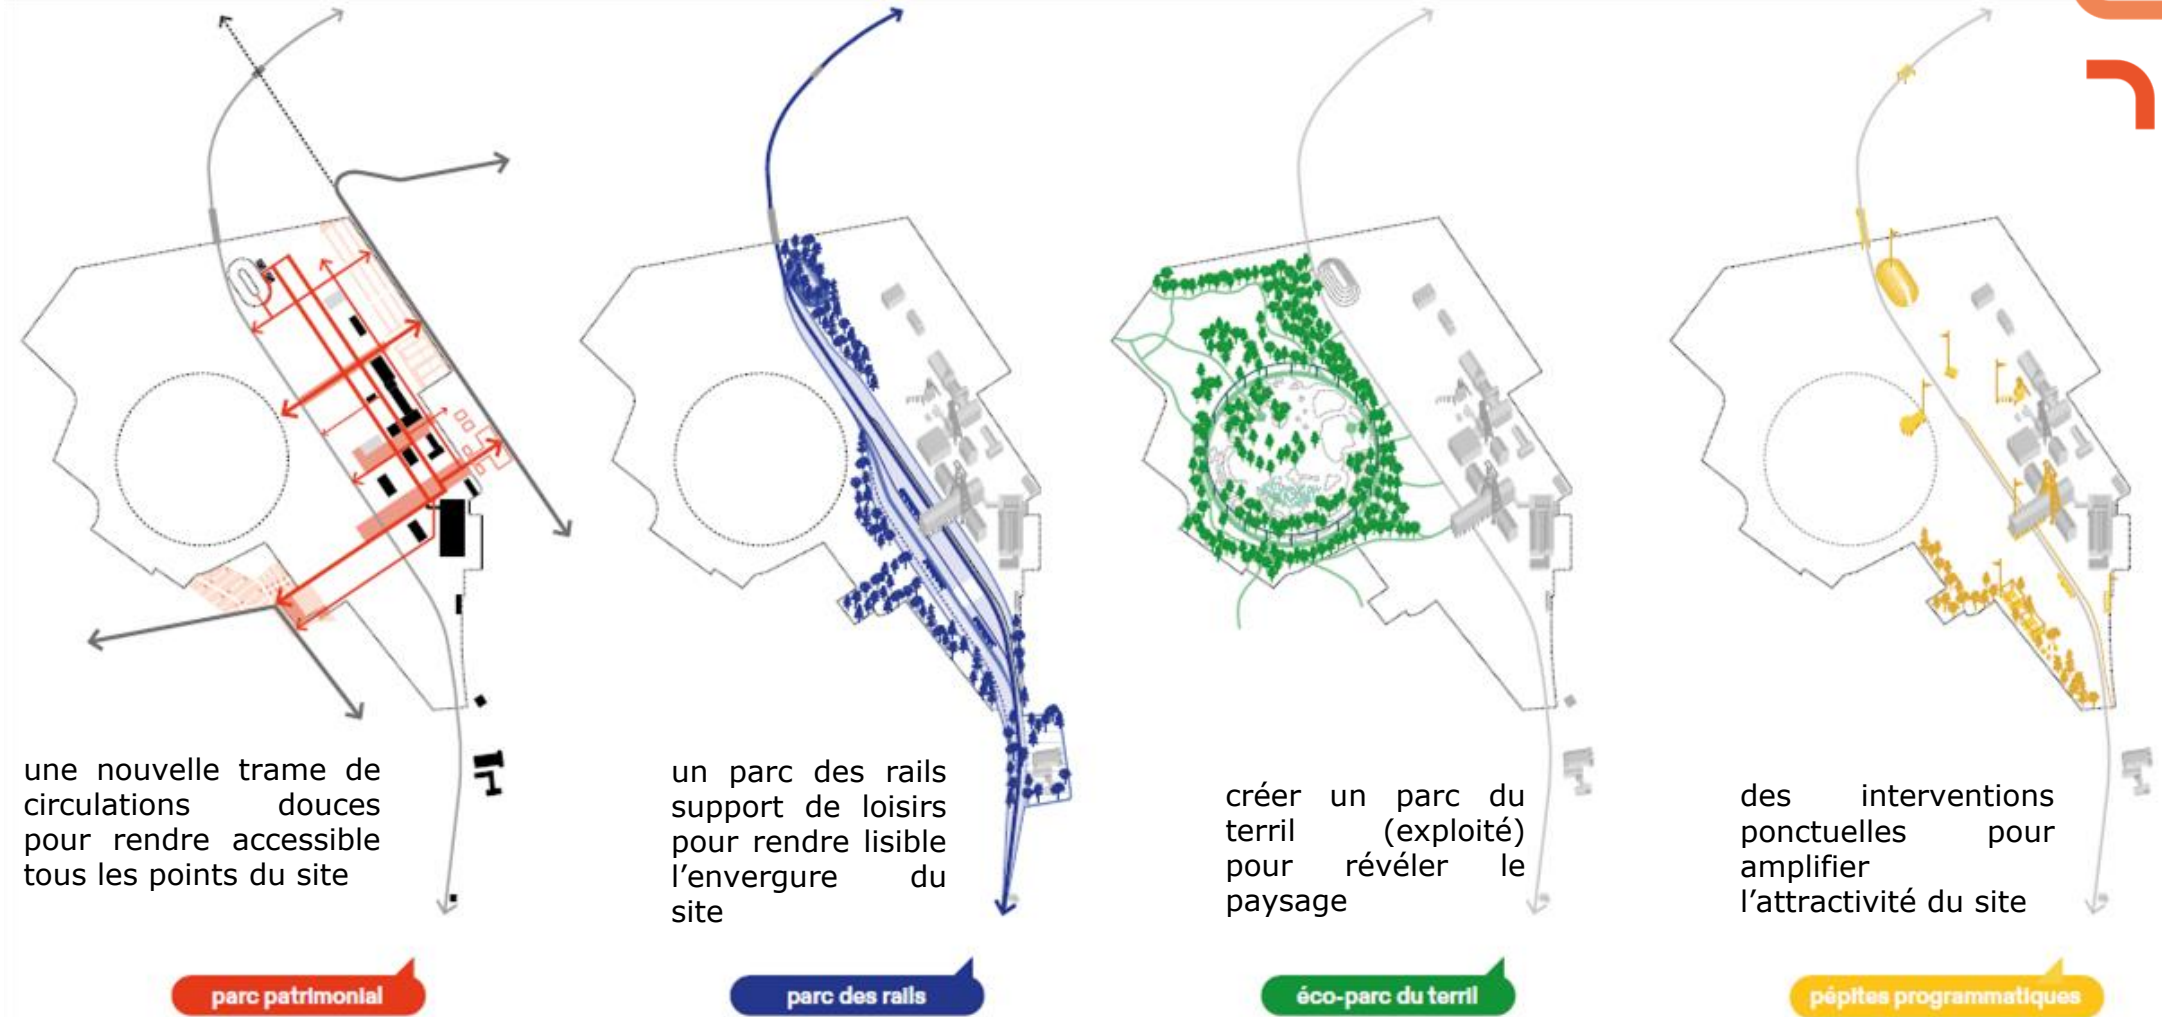 une nouvelle trame de
circulations douces
pour rendre accessible
tous les points du site
un parc des rails
support de loisirs
pour rendre lisible
l'envergure du
site
créer un parc du
terril (exploité)
pour révéler le
paysage
des interventions
ponctuelles pour
amplifier
l'attractivité du site
parc patrimonial
parc des rails
éco-parc du terril
pépites programmatiques